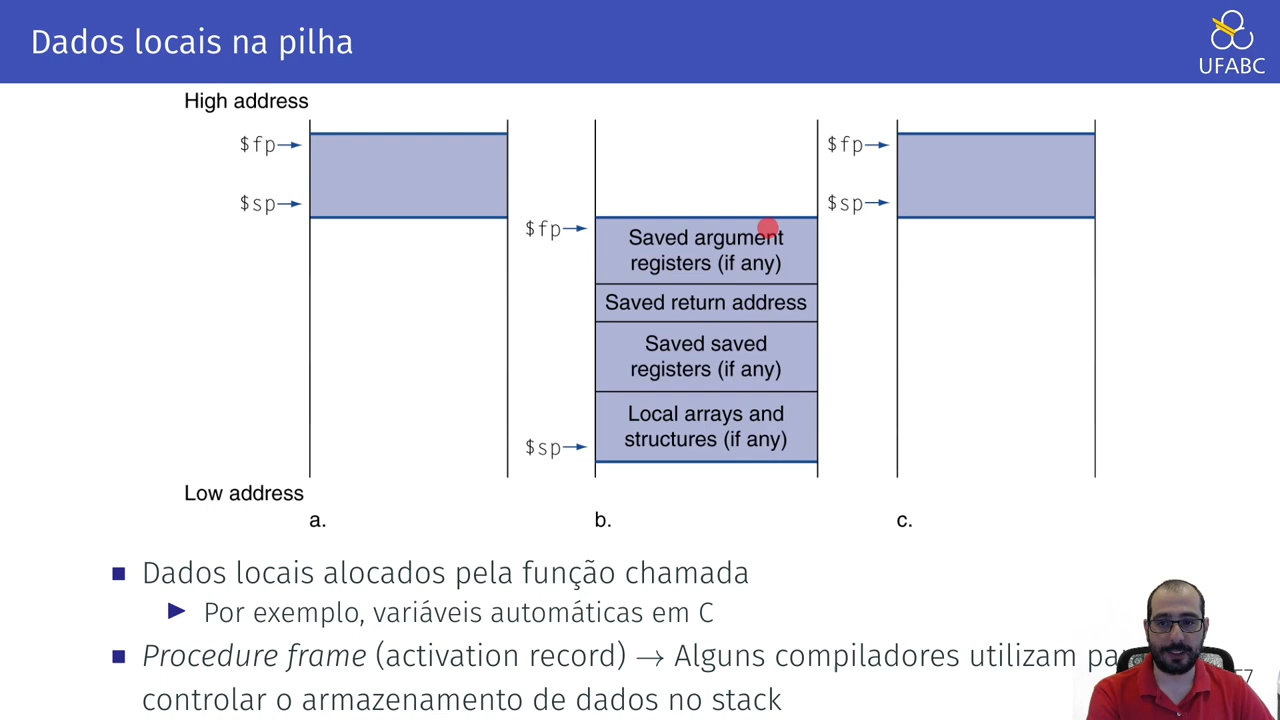 Dados locais na pilha
UFABC
High address
$fp
$sp
$fp
$sp
$fp
Saved argument
registers (if any)
Saved return address
Saved saved
registers (if any)
Local arrays and
structures (if any)
$sp
Low address
a.
b.
c.
Dados locais alocados pela função chamada
Por exemplo, variáveis automáticas em C
Procedure frame (activation record) → Alguns compiladores utilizam
controlar o armazenamento de dados no stack